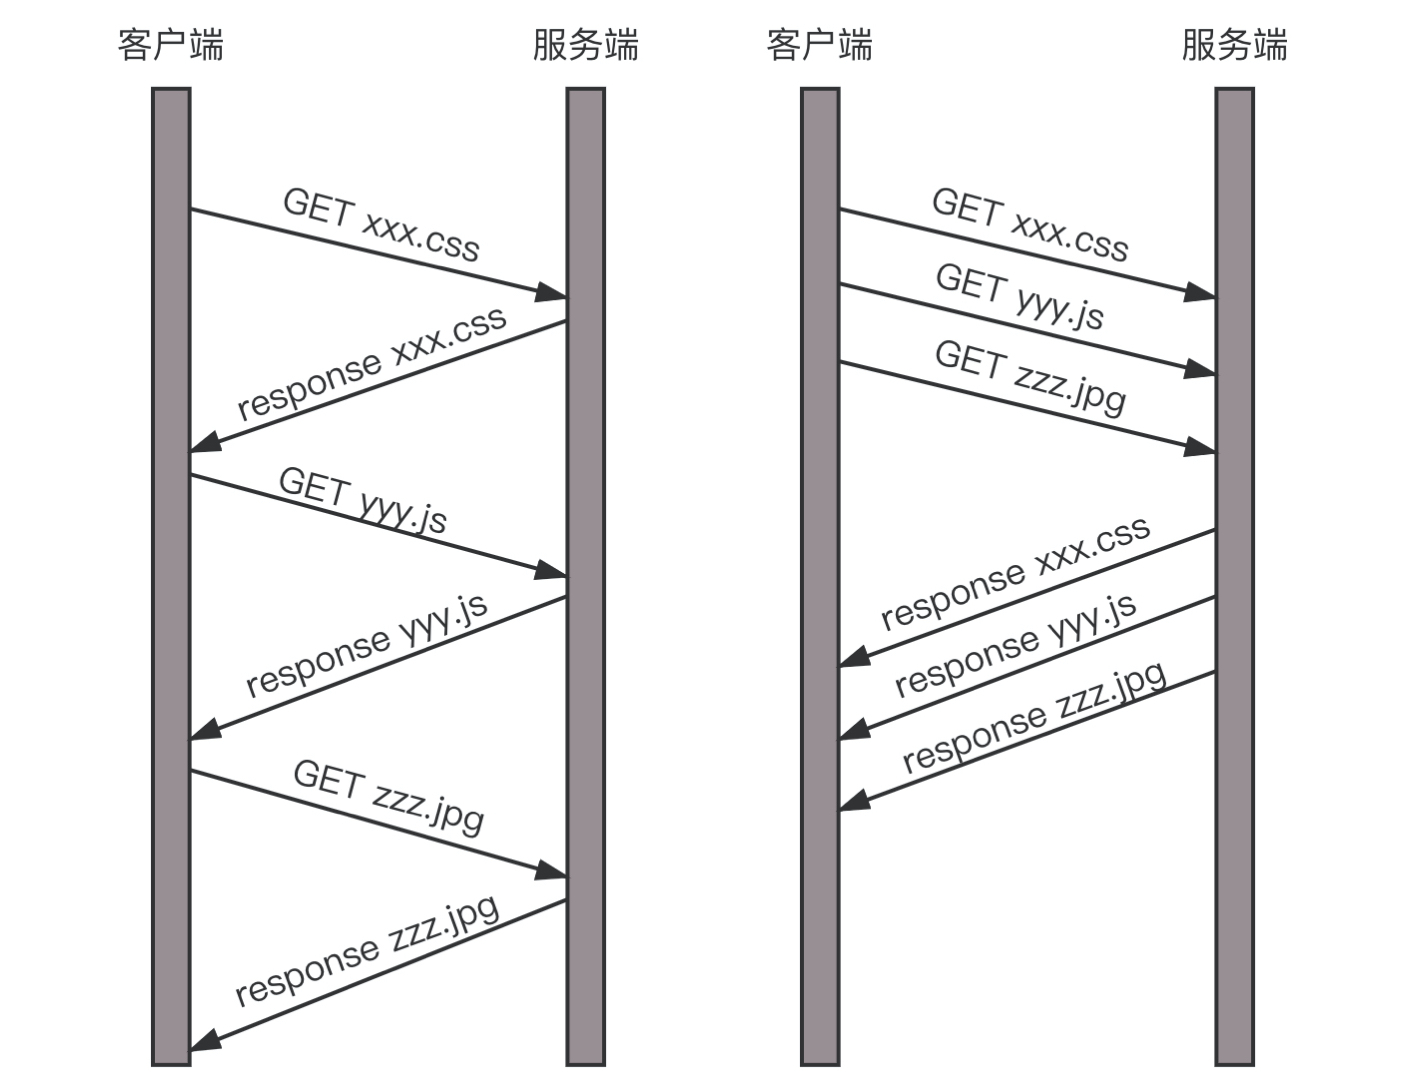 客户端
服务端
GET xxx.css
response xxx.css
GET yyy.js
response yyy.js
GET zzz.jpg
response zzz.jpg
客户端
服务端
GET xxx.css
GET yyy.js
GET zzz.jpg
response xxx.css
response yyy.js
response zzz.jpg